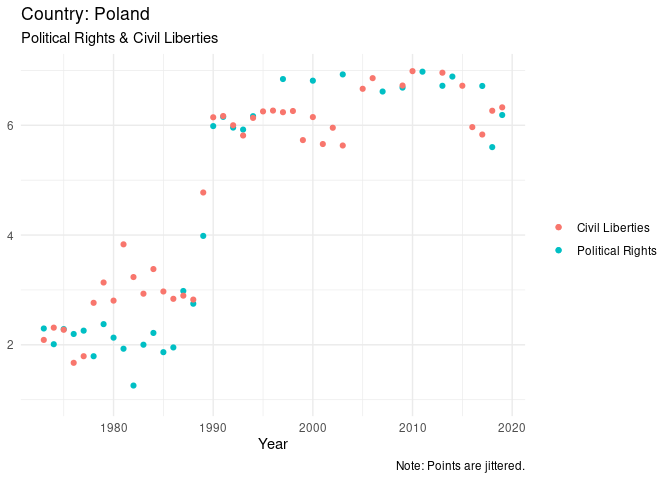 Country: Poland
Political Rights & Civil Liberties
6
4
2
1980 1990 2000 2010 2020
Year
Civil Liberties
Political Rights
Note: Points are jittered.